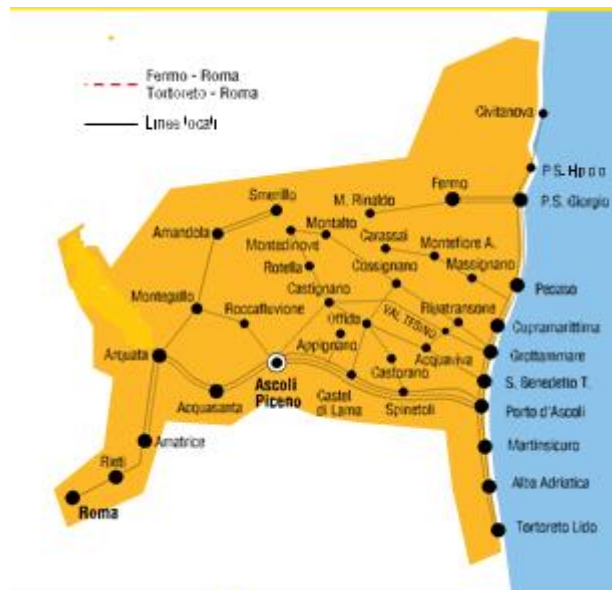 Fermo - Roma
Tortoreto - Roma
Linee locali
Civitanova
Fermo
P.S. Giorgio
Smerillo
M. Rinaldo
Amandola
Montalto
Montedinove
Carassai
Montefiore A.
Rotella
Cossignano
Massignano
Pedaso
Castignano
Montegallo
Roccafluvione
Offida
VAL TESINO
Ripatransone
Cupramarittima
Appignano
Acquaviva
Grottammare
Arquata
Ascoli
Piceno
Castorano
S. Benedetto T.
Acquasanta
Castel
di Lama
Spinetoli
Porto d'Ascoli
Amatrice
Martinsicuro
Rieti
Alba Adriatica
Roma
Tortoreto Lido